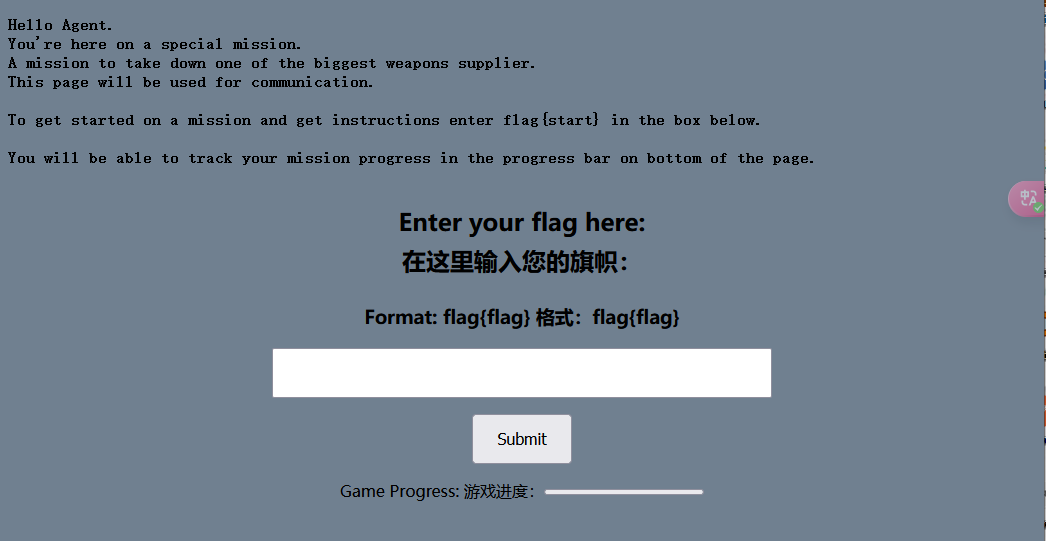 Hello Agent.
You're here on a special mission.
A mission to take down one of the biggest weapons supplier.
This page will be used for communication.
To get started on a mission and get instructions enter flag{start} in the box below.
You will be able to track your mission progress in the progress bar on bottom of the page.
Enter your flag here:
在这里输入您的旗帜：
Format: flag{flag} 格式：flag{flag}
Submit
Game Progress: 游戏进度：